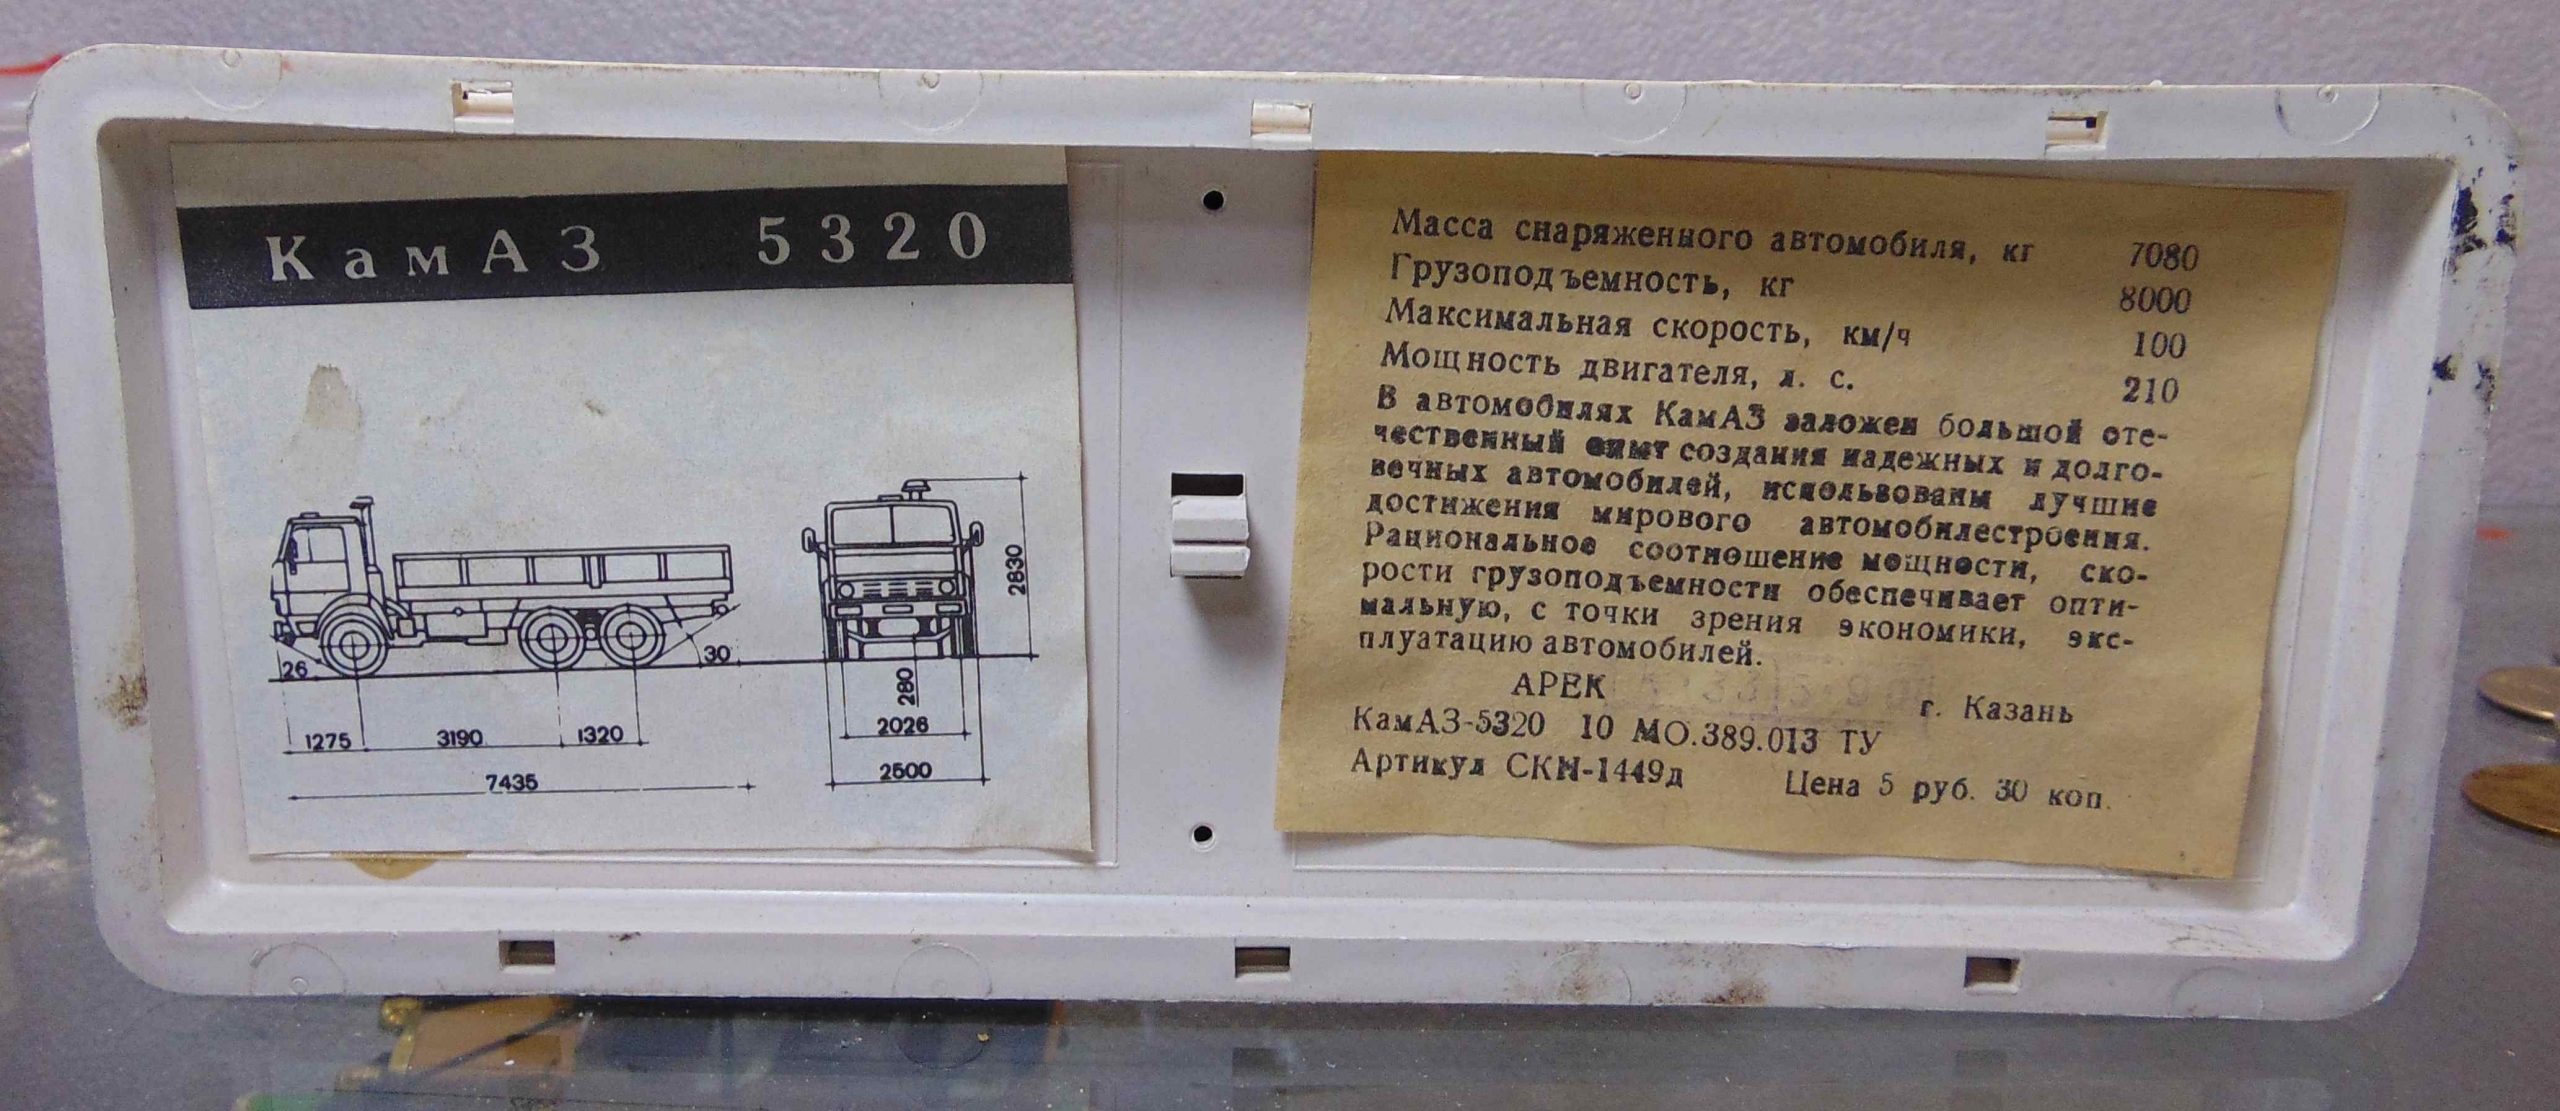 КамАЗ 5320
2830
26
30
280
1275
3190
1320
2026
7435
2500
Масса снаряженного автомобиля, кг 7080
Грузоподъемность, кг 8000
Максимальная скорость, км/ч 100
Мощность двигателя, л. с. 210
В автомобилях КамАЗ заложен большой оте-
чественный опыт создания надежных и долго-
вечных автомобилей, использованы лучшие
достижения мирового автомобилестроения.
Рациональное соотношение мощности, ско-
рости грузоподъемности обеспечивает опти-
мальную, с точки зрения экономики, экс-
плуатацию автомобилей.
АРЕК г. Казань
КамАЗ-5320 10 МО.389.013 ТУ
Артикул СКМ-1449д Цена 5 руб. 30 коп.